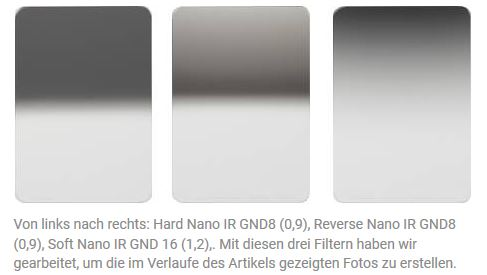 Von links nach rechts: Hard Nano IR GND8 (0,9), Reverse Nano IR GND8
(0,9), Soft Nano IR GND 16 (1,2),. Mit diesen drei Filtern haben wir
gearbeitet, um die im Verlaufe des Artikels gezeigten Fotos zu erstellen.